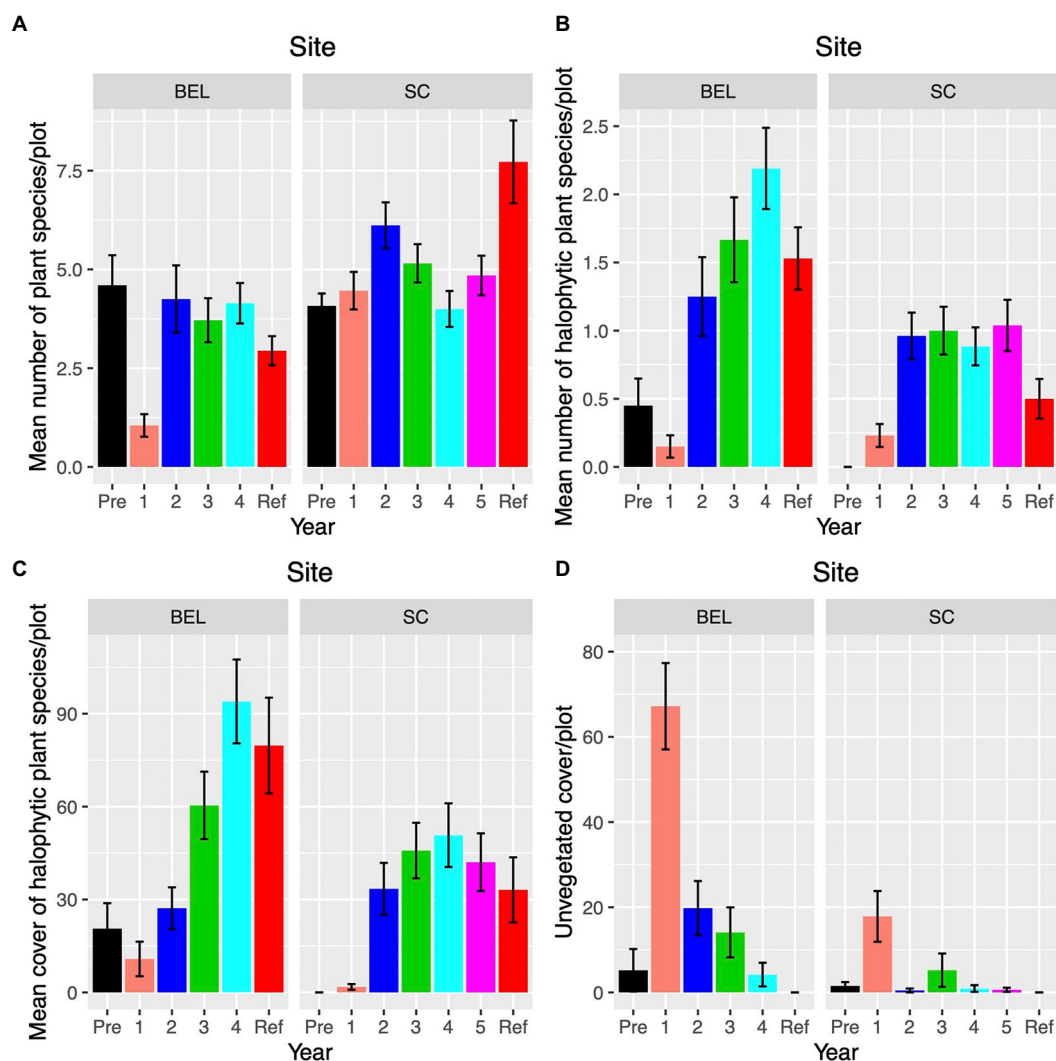 A
Site
BEL SC
Mean number of plant species/plot
7.5
5.0
2.5
0.0
Pre 1 2 3 4 Ref Pre 1 2 3 4 5 Ref
Year
B
Site
BEL SC
Mean number of halophytic plant species/plot
2.5
2.0
1.5
1.0
0.5
0.0
Pre 1 2 3 4 Ref Pre 1 2 3 4 5 Ref
Year
C
Site
BEL SC
Mean cover of halophytic plant species/plot
90
60
30
0
Pre 1 2 3 4 Ref Pre 1 2 3 4 5 Ref
Year
D
Site
BEL SC
Unvegetated cover/plot
80
60
40
20
0
Pre 1 2 3 4 Ref Pre 1 2 3 4 5 Ref
Year